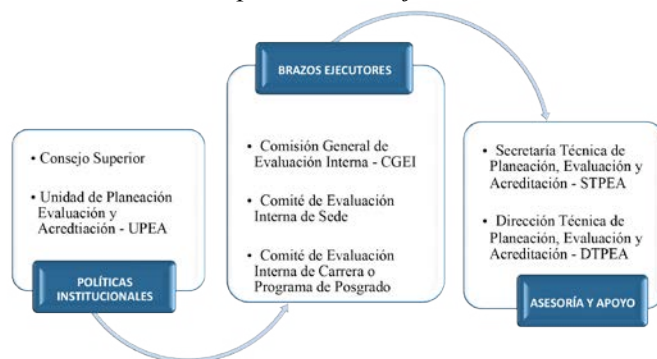 • Consejo Superior
• Unidad de Planeación
Evaluación y
Acredtiación - UPEA
POLÍTICAS
INSTITUCIONALES
BRAZOS EJECUTORES
• Comisión General de
Evaluación Interna - CGEI
• Comité de Evaluación
Interna de Sede
• Comité de Evaluación
Interna de Carrera o
Programa de Posgrado
• Secretaría Técnica de
Planeación, Evaluación y
Acreditación - STPEA
• Dirección Técnica de
Planeación, Evaluación y
Acreditación - DTPEA
ASESORÍA Y APOYO